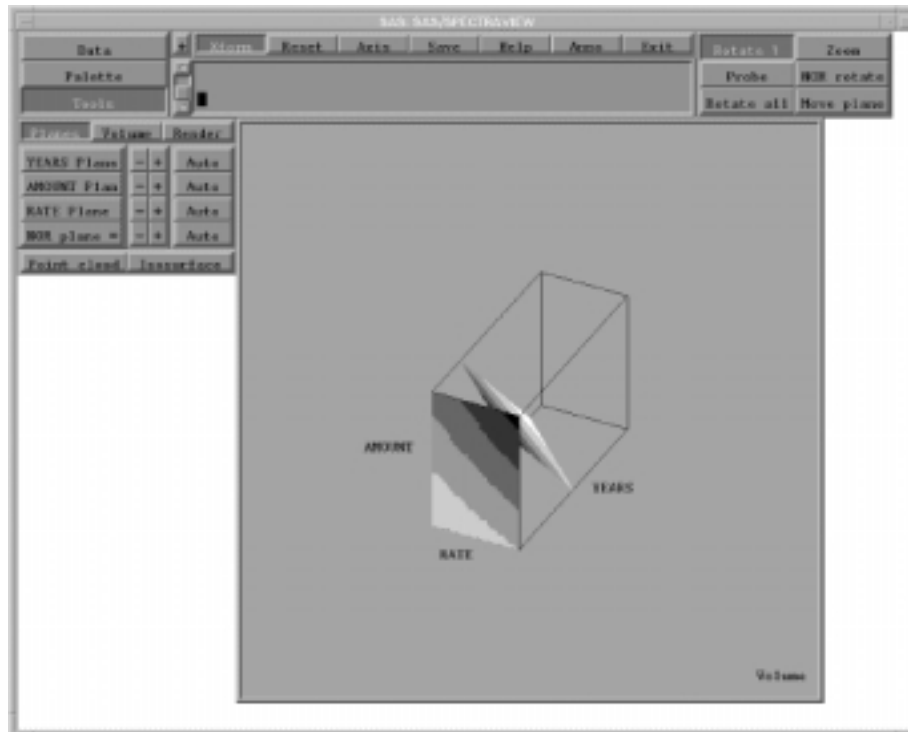 SAS: SAS/SPECTRAVIEW
Data
Palette
Tools
+ Xform Reset Axis Save Help Anno Exit
Rotate 1 Zoom
Probe NOR rotate
Rotate all Move plane
Planes Volume Render
YEARS Plane - + Auto
AMOUNT Plan - + Auto
RATE Plane - + Auto
NOR plane = - + Auto
Point cloud Isosurface
AMOUNT
YEARS
RATE
Volume